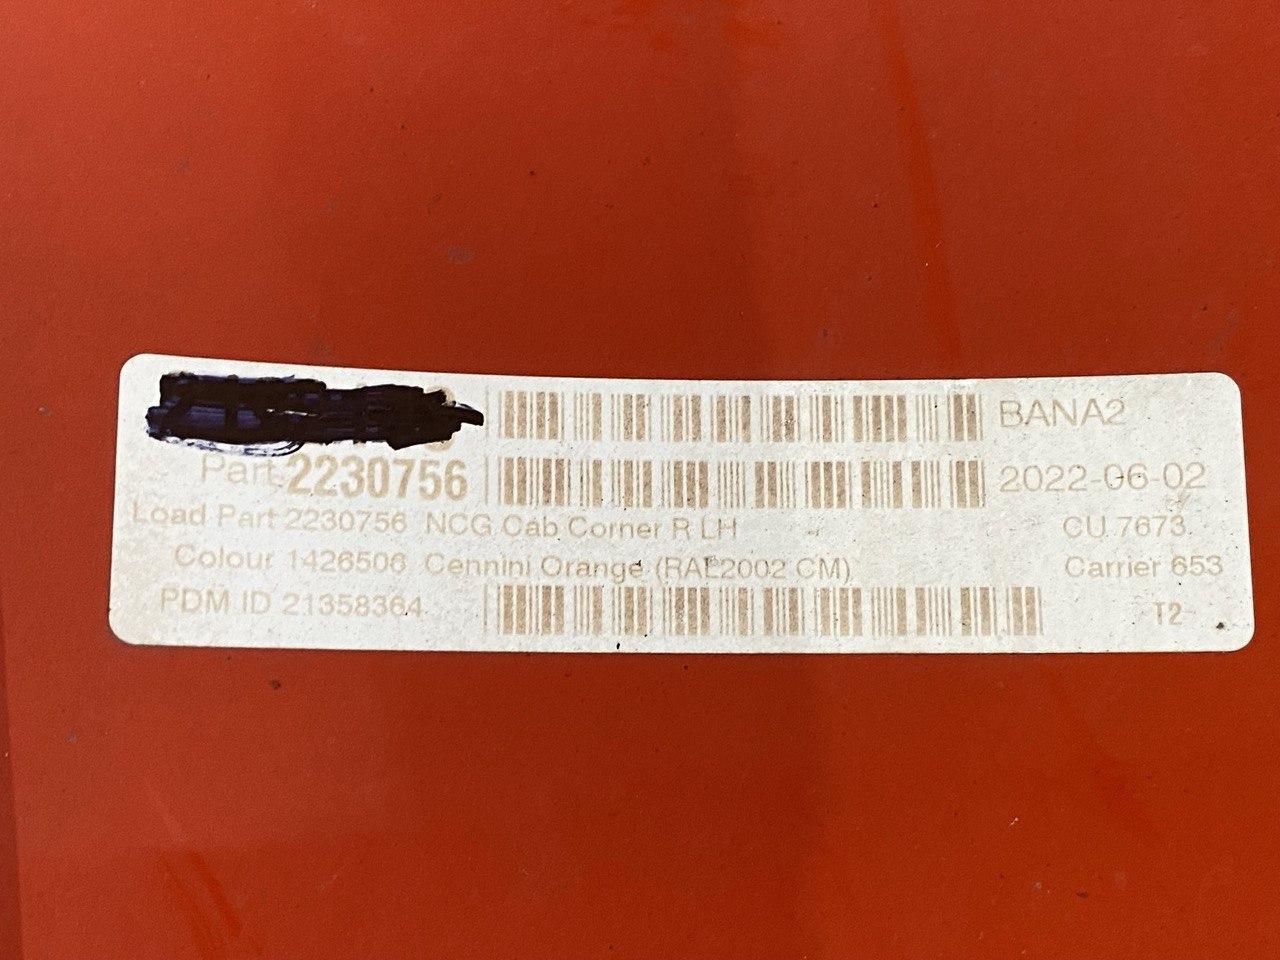 BANA2
Part 2230756 2022-06-02
Load Part 2230756 NCG Cab Corner R LH CU 7673
Colour 1426506 Cennini Orange (RAL2002 CM) Carrier 653
PDM ID 21358364 T2